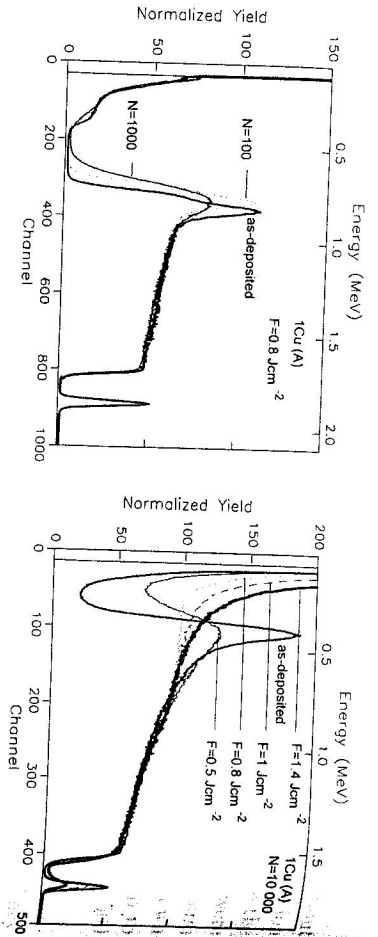 Energy (MeV)
0.5 1.0 1.5 2.0
Normalized Yield
150
100
50
0
1Cu(A)
F=0.8 Jcm -2
as-deposited
N=100
N=1000
0 200 400 600 800 1000
Channel
Energy (MeV)
0.5 1.0 1.5
Normalized Yield
200
150
100
50
0
1Cu(A)
N=10 000
F=1.4 Jcm -2
F=1 Jcm -2
as-deposited
F=0.8 Jcm -2
F=0.5 Jcm -2
0 100 200 300 400 500
Channel